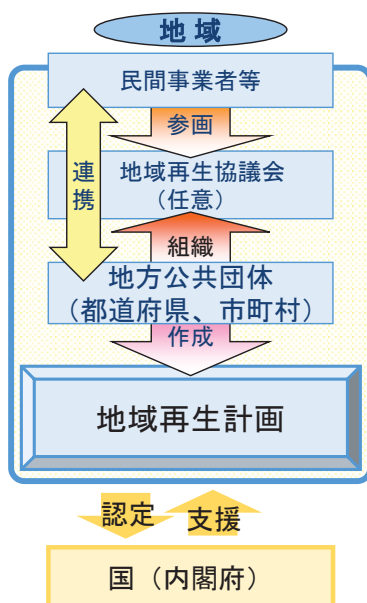 地域
民間事業者等
参画
連携
地域再生協議会
（任意）
組織
地方公共団体
（都道府県、市町村）
作成
地域再生計画
認定
支援
国（内閣府）